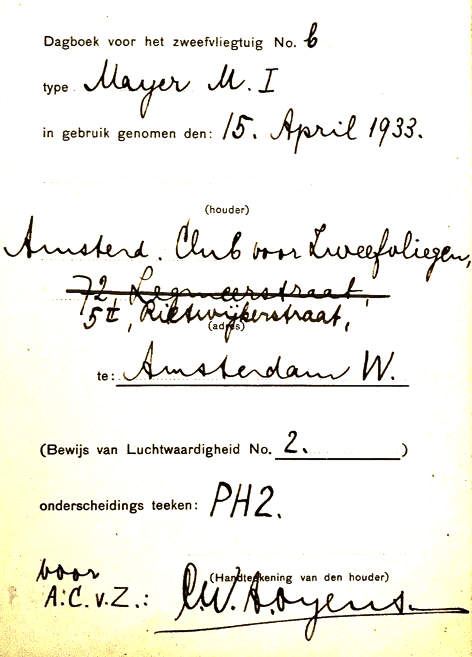 Dagboek voor het zweefvliegtuig No. 6
type Mayer M. I
in gebruik genomen den: 15. April 1933.
(houder)
Amsterd. Club voor Zweefvliegen,
72, Legmeerstraat,
5 I, Rietwijkerstraat,
(adres)
te: Amsterdam W.
(Bewijs van Luchtwaardigheid No. 2. )
onderscheidings teeken: PH2.
(Handteekening van den houder)
voor
A.C.v.Z.: